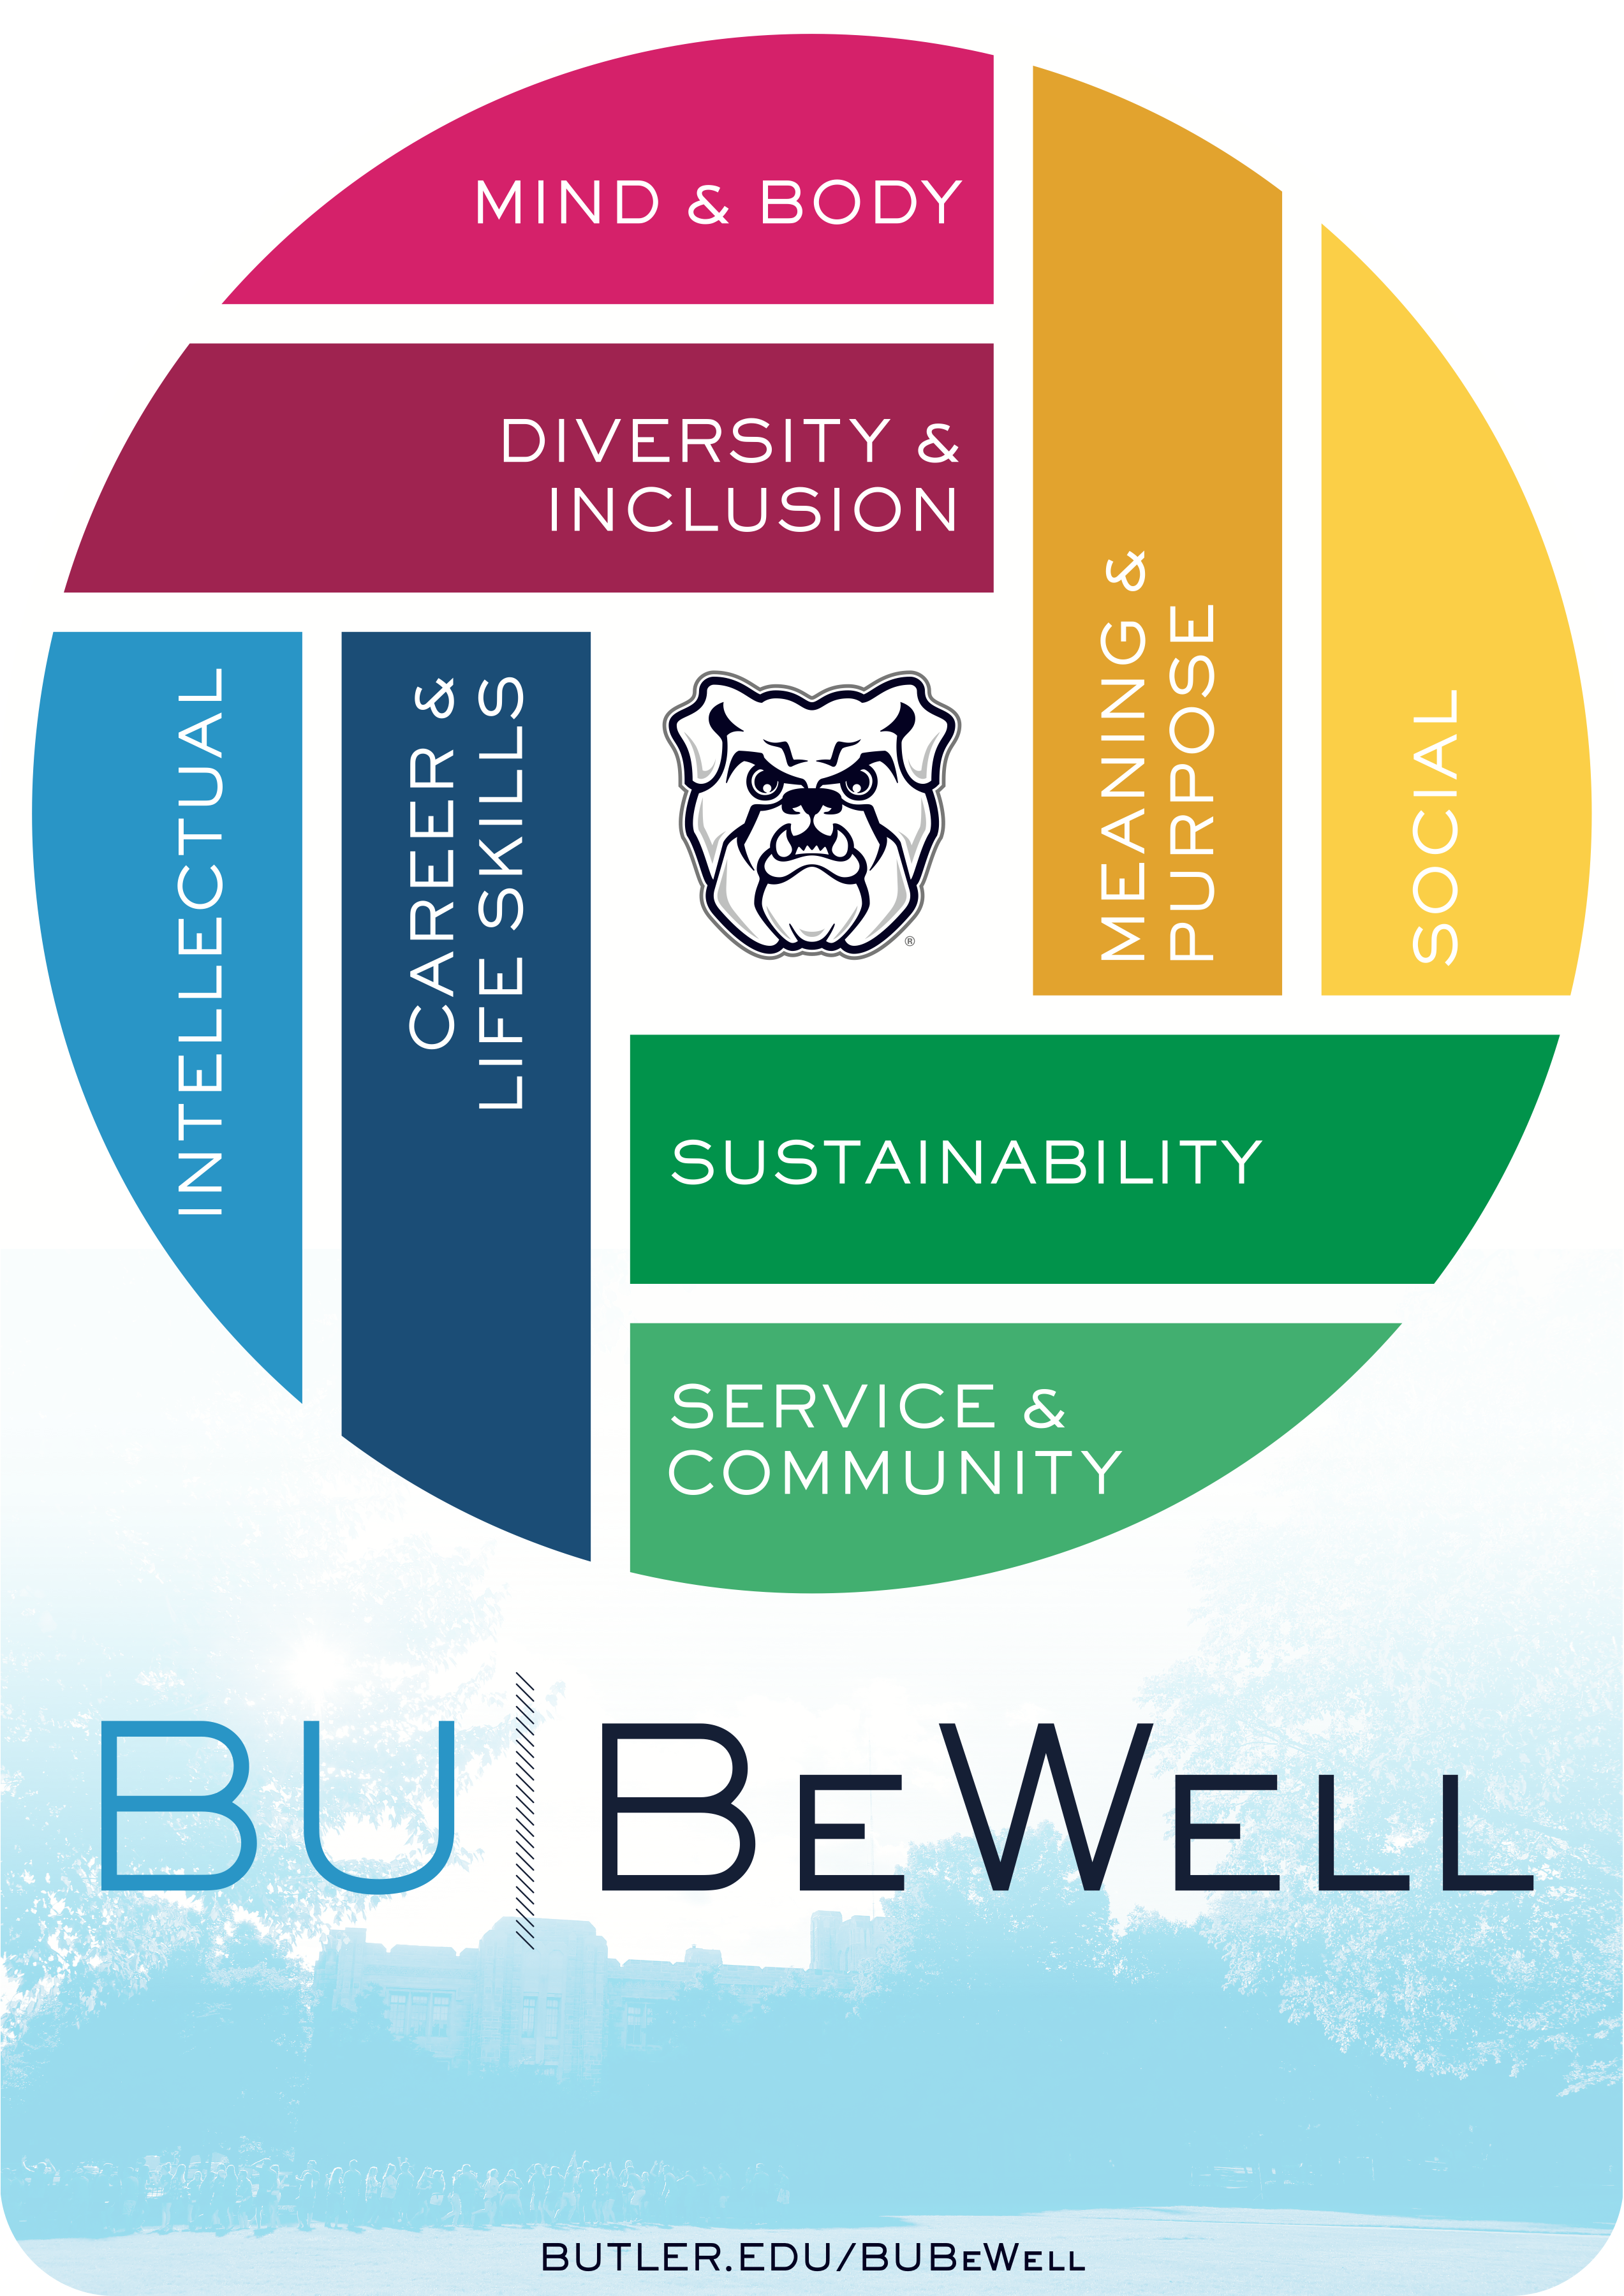 MIND & BODY
DIVERSITY &
INCLUSION
MEANING &
PURPOSE
SOCIAL
INTELLECTUAL
CAREER &
LIFE SKILLS
®
SUSTAINABILITY
SERVICE &
COMMUNITY
BU BEWELL
BUTLER.EDU/BUBEWELL